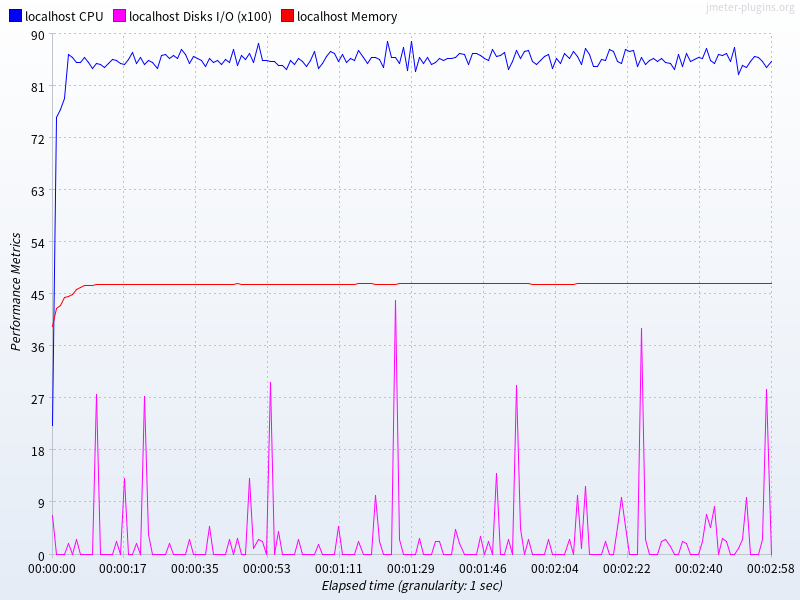 localhost CPU localhost Disks I/O (x100) localhost Memory
jmeter-plugins.org
90
81
72
63
54
45
36
27
18
9
0
Performance Metrics
00:00:00 00:00:17 00:00:35 00:00:53 00:01:11 00:01:29 00:01:46 00:02:04 00:02:22 00:02:40 00:02:58
Elapsed time (granularity: 1 sec)